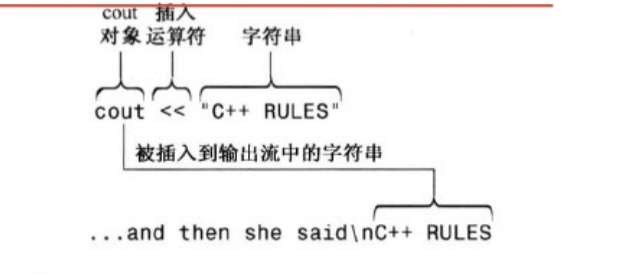 cout 插入
对象 运算符 字符串
cout << "C++ RULES"
被插入到输出流中的字符串
...and then she said\nC++ RULES